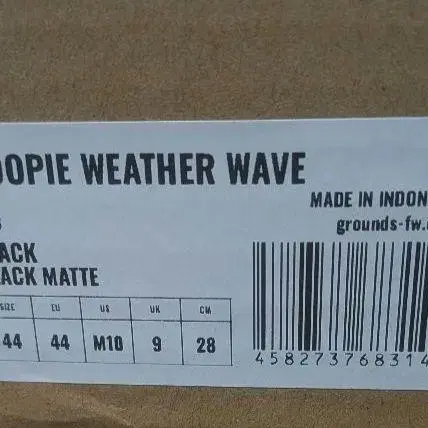 OOPIE WEATHER WAVE
MADE IN INDON
grounds-fw.
ACK
ACK MATTE
SIZE EU US UK CM
44 44 M10 9 28
458273768314